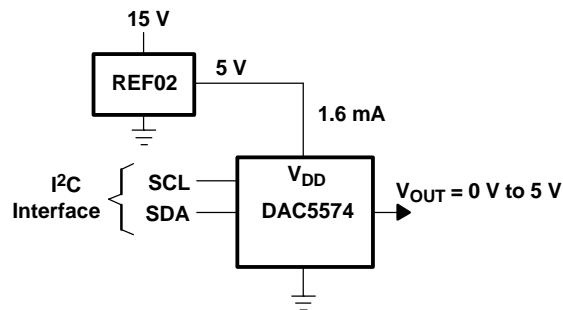 15 V
REF02
5 V
1.6 mA
I²C
Interface
SCL
SDA
V_DD
DAC5574
V_OUT = 0 V to 5 V